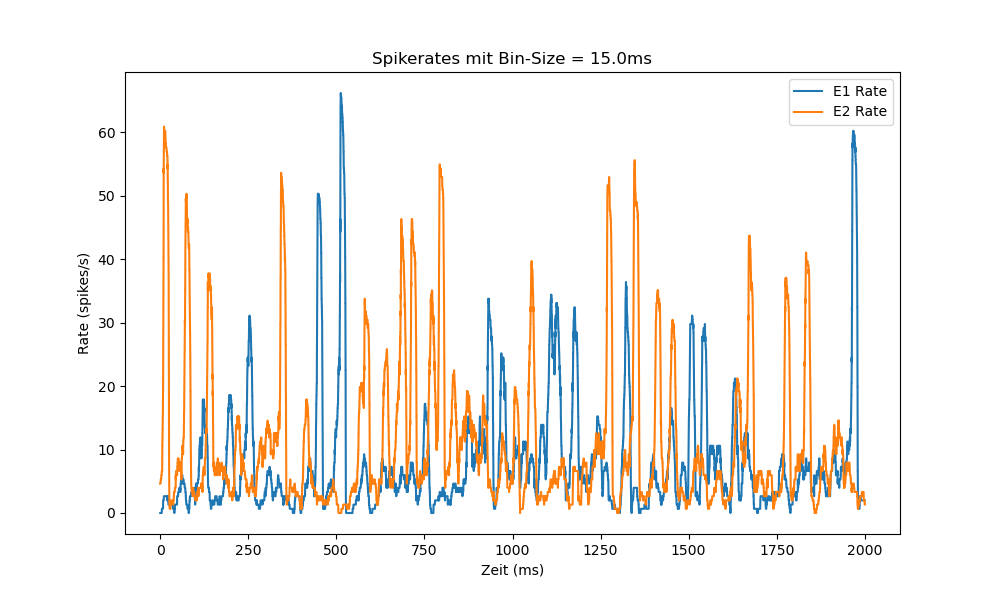 Spikerates mit Bin-Size = 15.0ms
E1 Rate
E2 Rate
Rate (spikes/s)
60
50
40
30
20
10
0
0 250 500 750 1000 1250 1500 1750 2000
Zeit (ms)